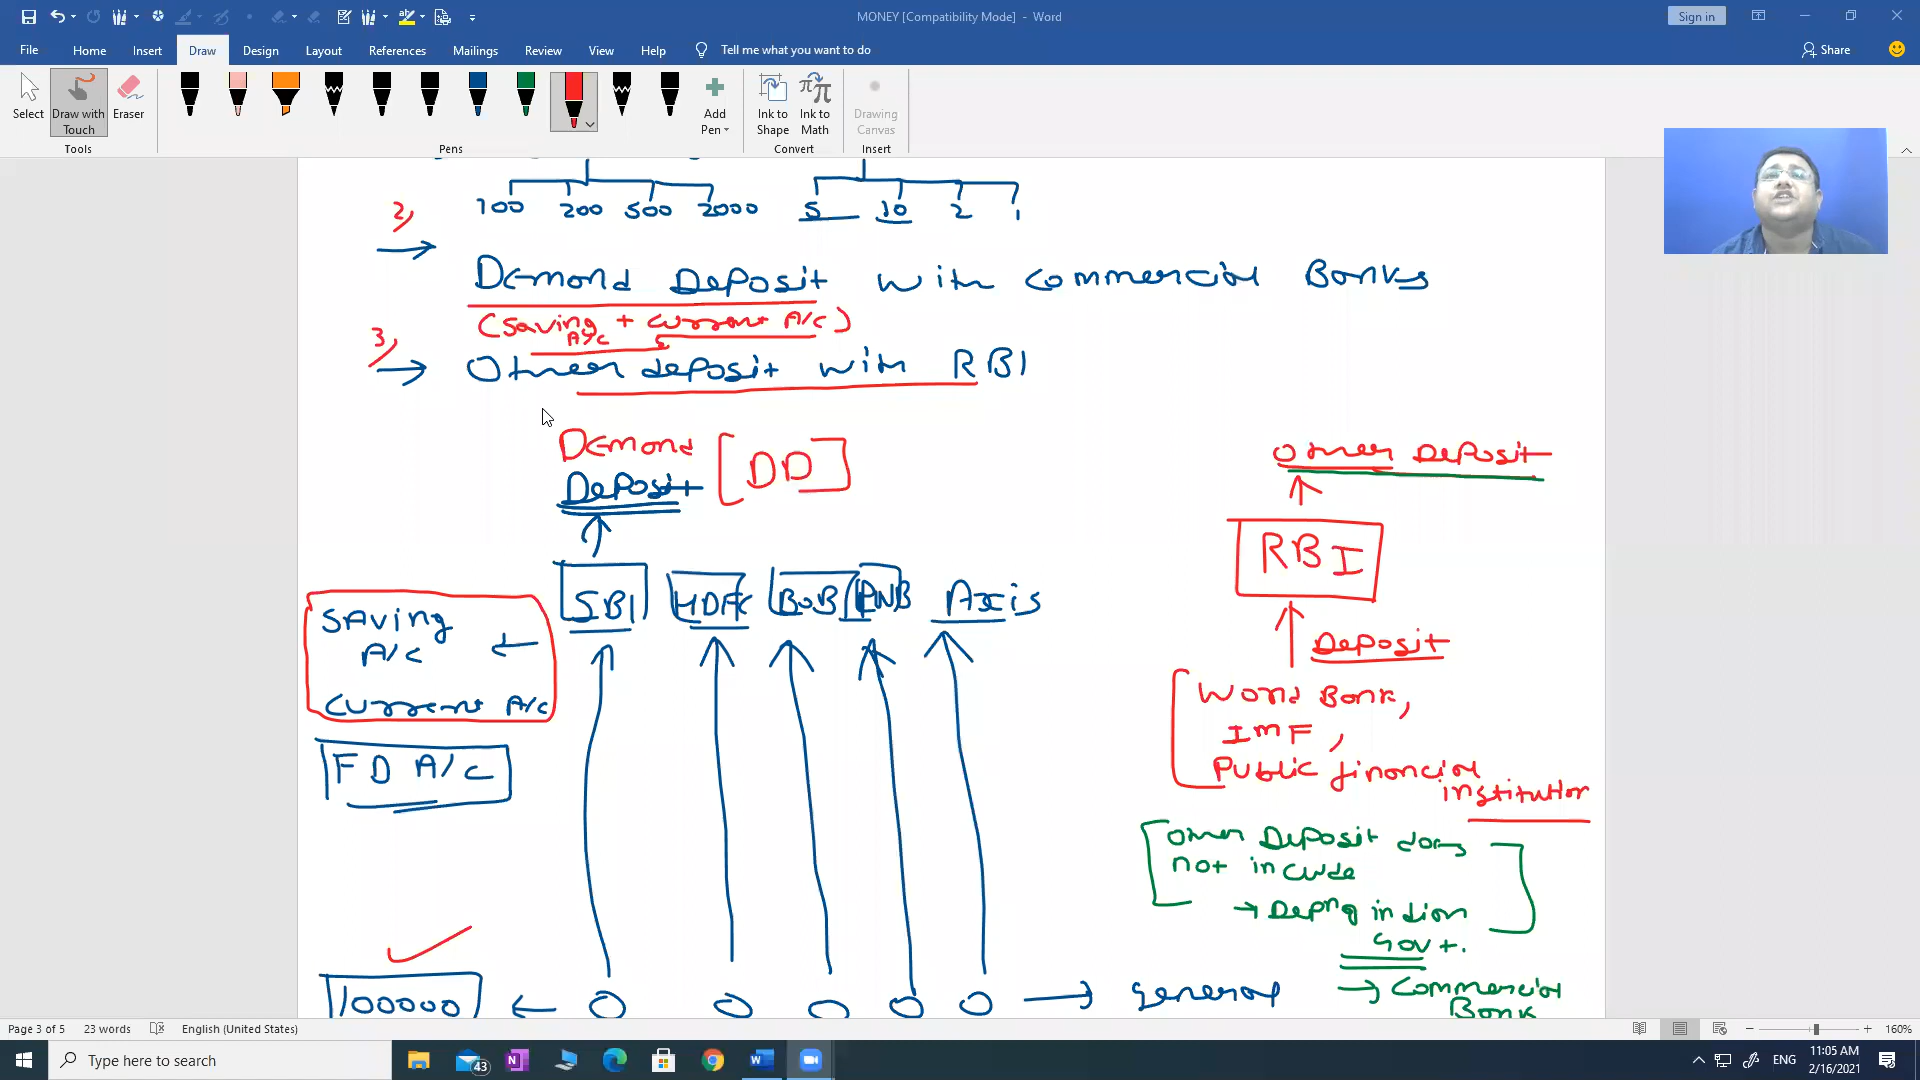 MONEY [Compatibility Mode] - Word
Sign in
File Home Insert Draw Design Layout References Mailings Review View Help Tell me what you want to do
Share
Select
Draw with Touch
Eraser
Add Pen
Ink to Shape
Ink to Math
Drawing Canvas
Tools Pens Convert Insert
100 200 500 2000 5 10 2 1
2)
Demand Deposit with commercial Banks
(Saving A/c + current A/c)
3)
Other deposit with RBI
Demand [DD]
Deposit
Other Deposit
RBI
SBI HDFC BOB PNB Axis
SAving
A/c
Current A/c
Deposit
World Bank,
IMF,
Public financial
institution
FD A/c
Other Deposit does
not include
Gov+.
100000
general
Commercial
Bank
Page 3 of 5 23 words English (United States) 160%
Type here to search
43
ENG
11:05 AM
2/16/2021